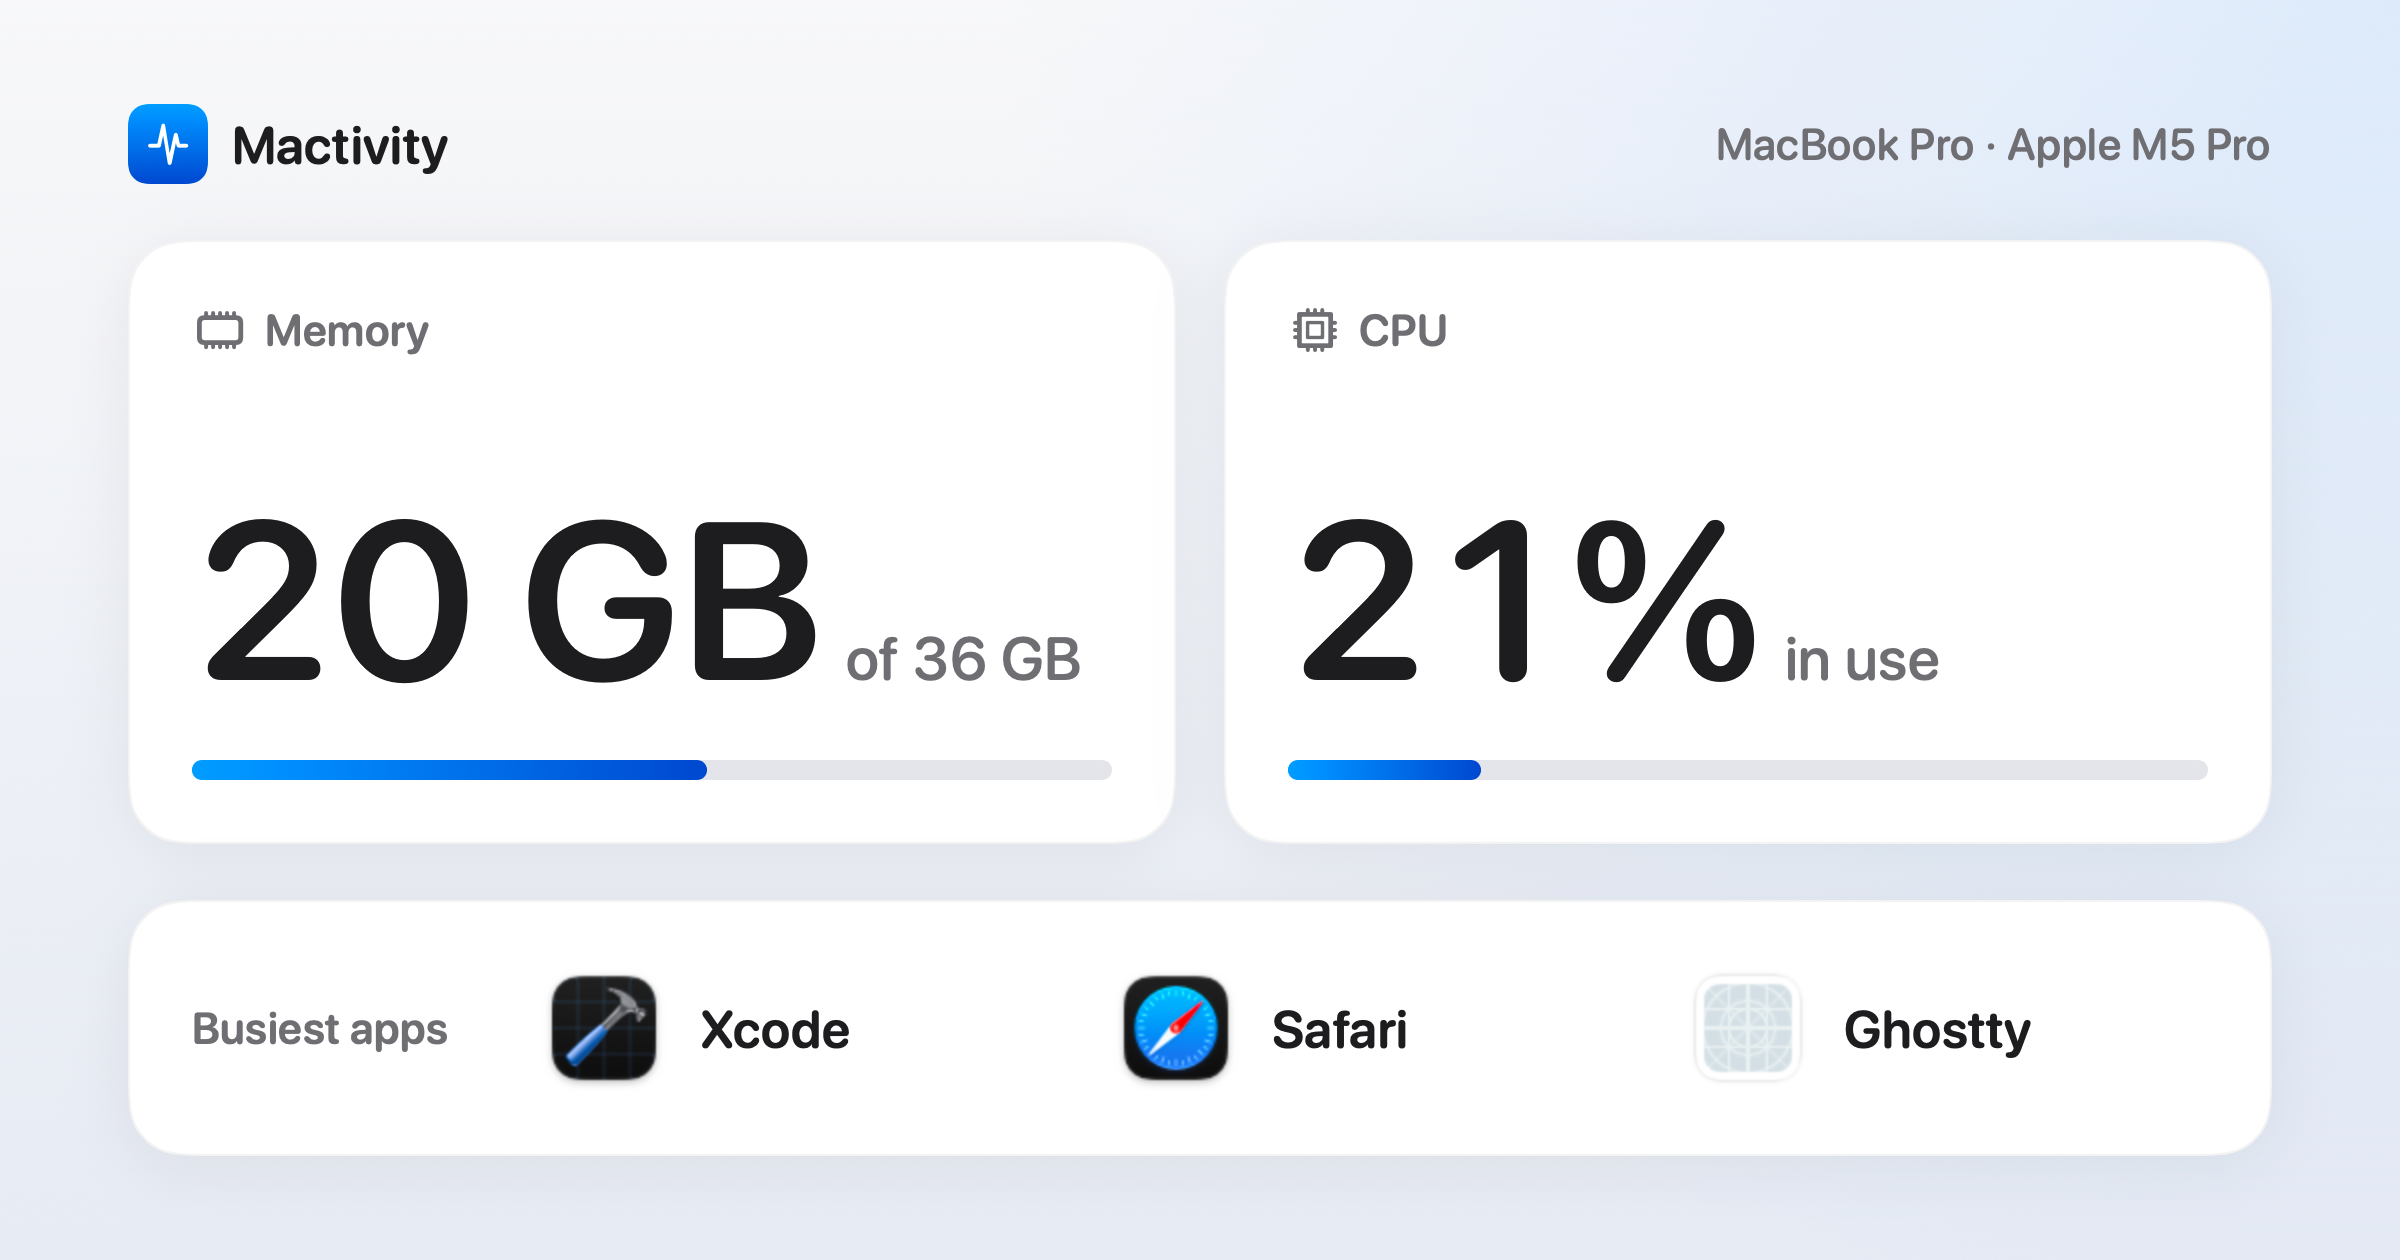 Mactivity
MacBook Pro · Apple M5 Pro
Memory
20 GB of 36 GB
CPU
21% in use
Busiest apps
Xcode
Safari
Ghostty